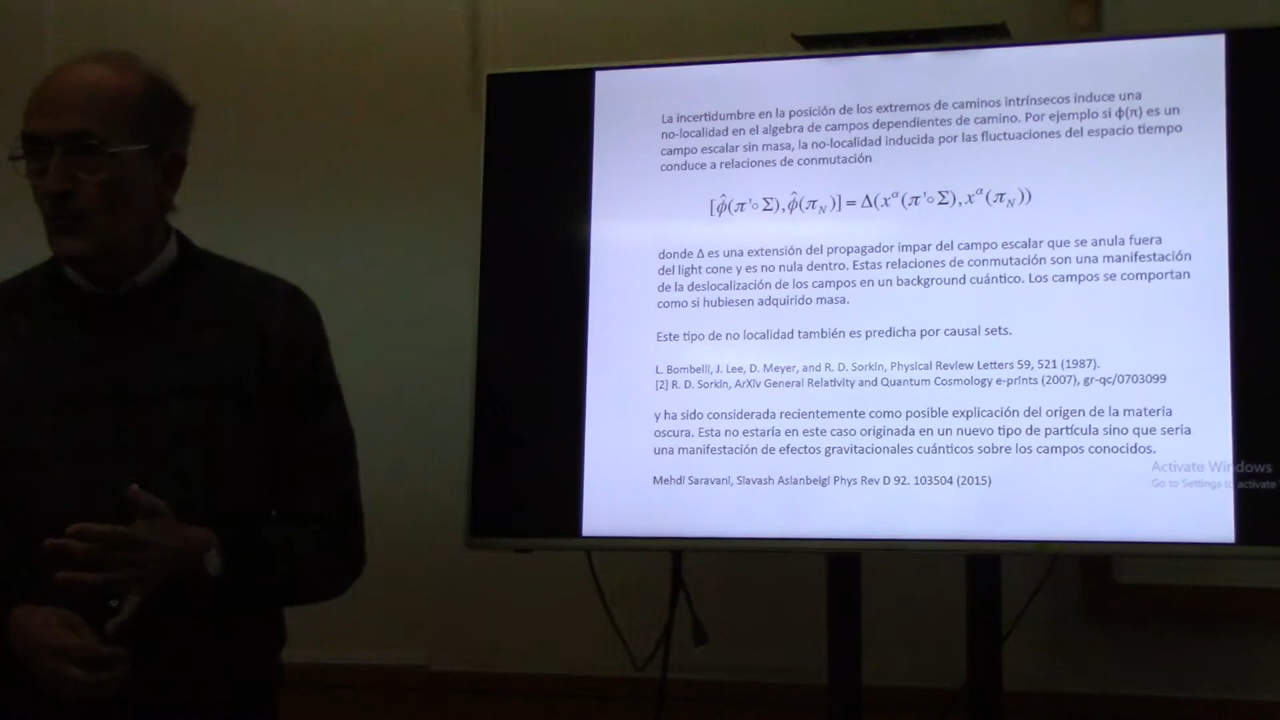 La incertidumbre en la posición de los extremos de caminos intrínsecos induce una
no-localidad en el algebra de campos dependientes de camino. Por ejemplo si ϕ(π) es un
campo escalar sin masa, la no-localidad inducida por las fluctuaciones del espacio tiempo
conduce a relaciones de conmutación
[ϕ̂(π'∘Σ),ϕ̂(π_N)] = Δ(x^α(π'∘Σ),x^α(π_N))
donde Δ es una extensión del propagador impar del campo escalar que se anula fuera
del light cone y es no nula dentro. Estas relaciones de conmutación son una manifestación
de la deslocalización de los campos en un background cuántico. Los campos se comportan
como si hubiesen adquirido masa.
Este tipo de no localidad también es predicha por causal sets.
L. Bombelli, J. Lee, D. Meyer, and R. D. Sorkin, Physical Review Letters 59, 521 (1987).
[2] R. D. Sorkin, ArXiv General Relativity and Quantum Cosmology e-prints (2007), gr-qc/0703099
y ha sido considerada recientemente como posible explicación del origen de la materia
oscura. Esta no estaría en este caso originada en un nuevo tipo de partícula sino que seria
una manifestación de efectos gravitacionales cuánticos sobre los campos conocidos.
Mehdi Saravani, Siavash Aslanbeigi Phys Rev D 92. 103504 (2015)
Activate Windows
Go to Settings to activate